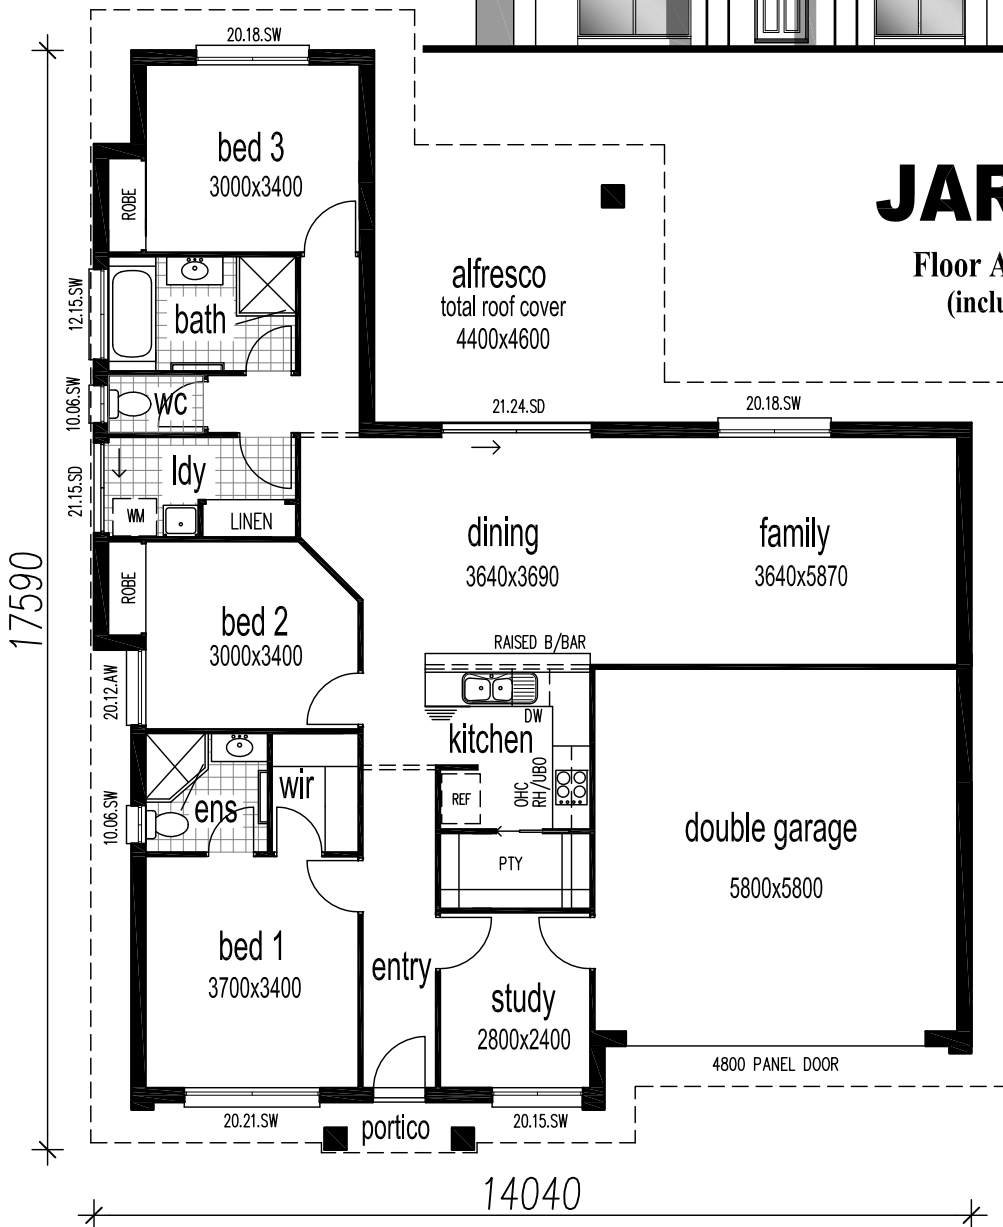 20.18.SW
bed 3
3000x3400
ROBE
JAR
Floor A
(inclu
alfresco
total roof cover
4400x4600
12.15.SW
bath
10.06.SW
wc
21.24.SD
20.18.SW
21.15.SD
ldy
WM
LINEN
dining
3640x3690
family
3640x5870
17590
ROBE
bed 2
3000x3400
RAISED B/BAR
20.12.AW
DW
kitchen
wir
ens
10.06.SW
REF
OHC
RH/UBO
double garage
5800x5800
PTY
bed 1
3700x3400
entry
study
2800x2400
4800 PANEL DOOR
20.21.SW
portico
20.15.SW
14040